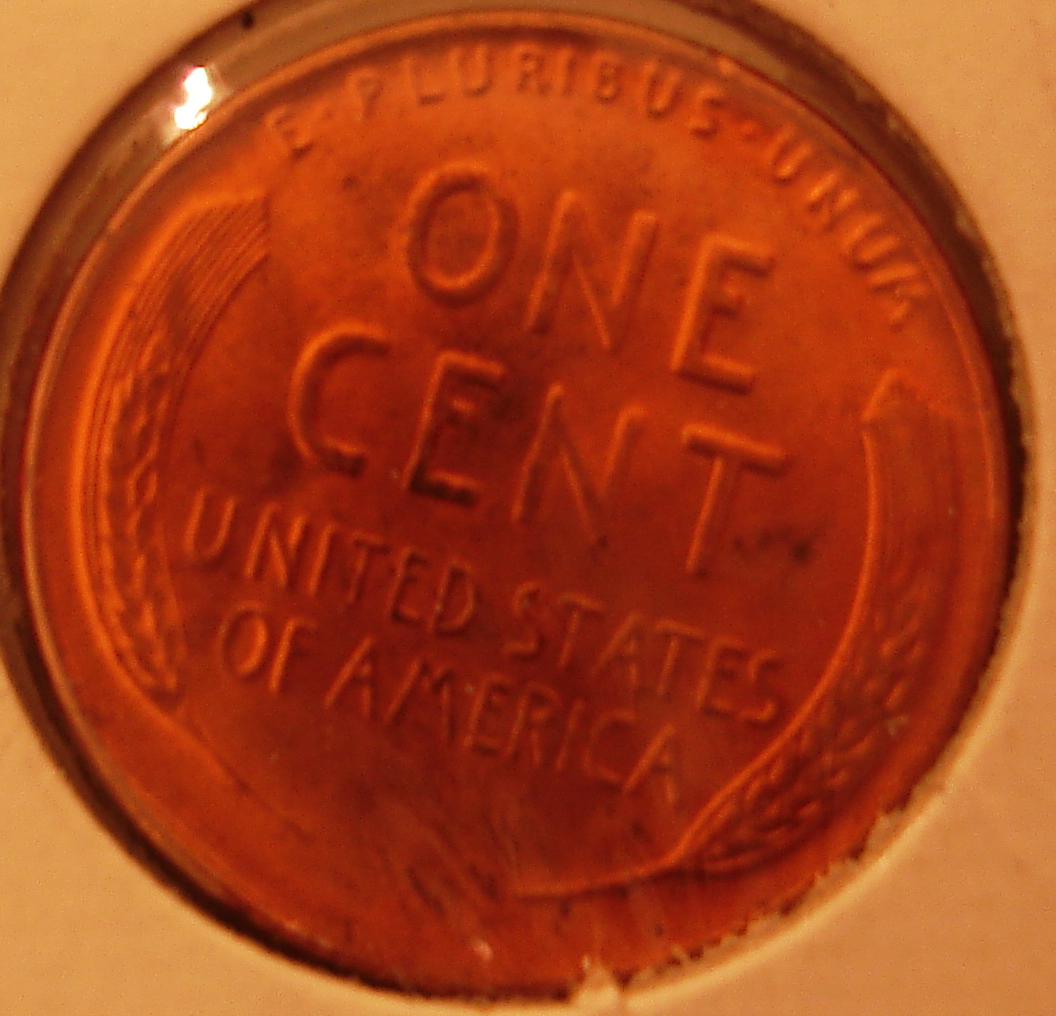 E·PLURIBUS·UNUM
ONE
CENT
UNITED STATES
OF AMERICA